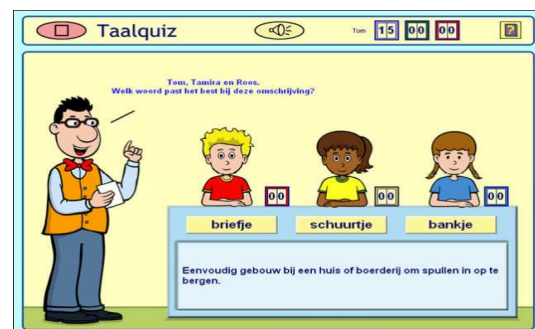 Taalquiz
Tom 15 00 00
?
Tom, Tamira en Roos.
Welk woord past het best bij deze omschrijving?
00 00 00
briefje schuurtje bankje
Eenvoudig gebouw bij een huis of boerderij om spullen in op te
bergen.